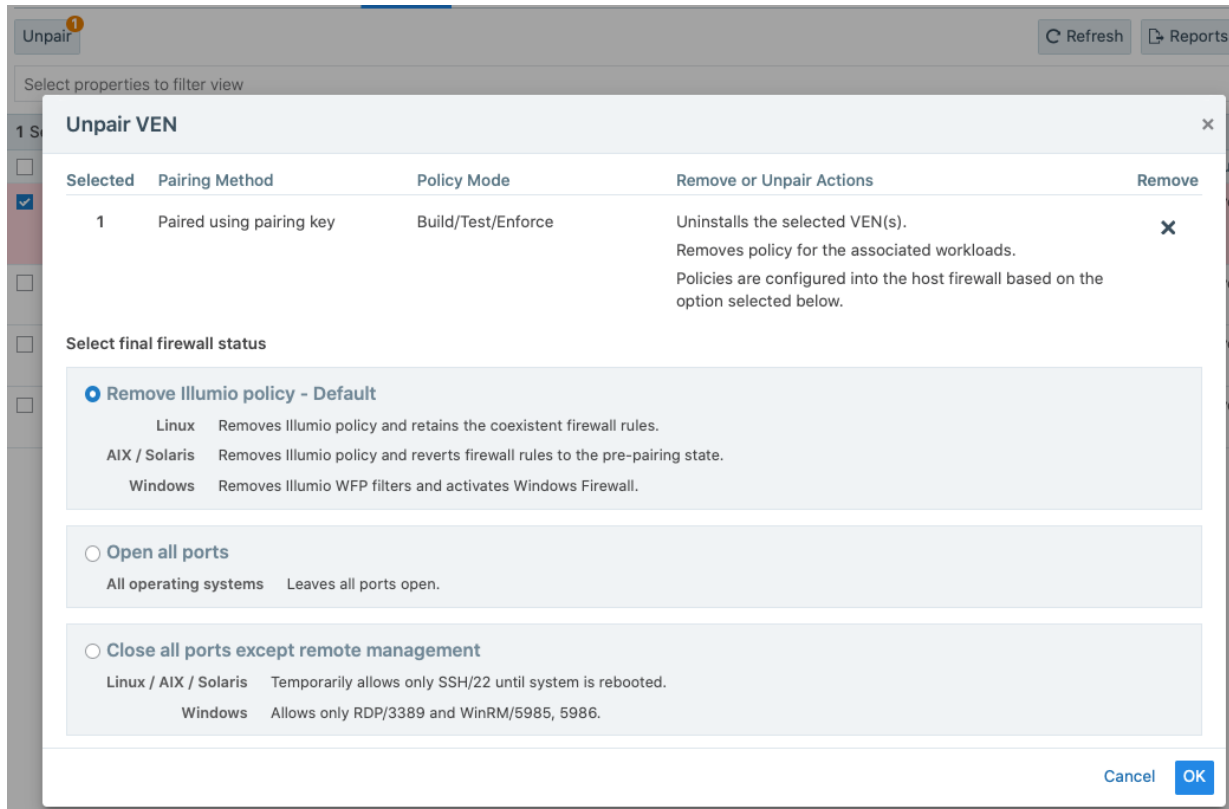 Unpair 1
Refresh Reports
Select properties to filter view
Unpair VEN ×
Selected Pairing Method Policy Mode Remove or Unpair Actions Remove
1 Paired using pairing key Build/Test/Enforce Uninstalls the selected VEN(s).
Removes policy for the associated workloads.
Policies are configured into the host firewall based on the
option selected below.
Select final firewall status
Remove Illumio policy - Default
Linux Removes Illumio policy and retains the coexistent firewall rules.
AIX / Solaris Removes Illumio policy and reverts firewall rules to the pre-pairing state.
Windows Removes Illumio WFP filters and activates Windows Firewall.
Open all ports
All operating systems Leaves all ports open.
Close all ports except remote management
Linux / AIX / Solaris Temporarily allows only SSH/22 until system is rebooted.
Windows Allows only RDP/3389 and WinRM/5985, 5986.
Cancel OK